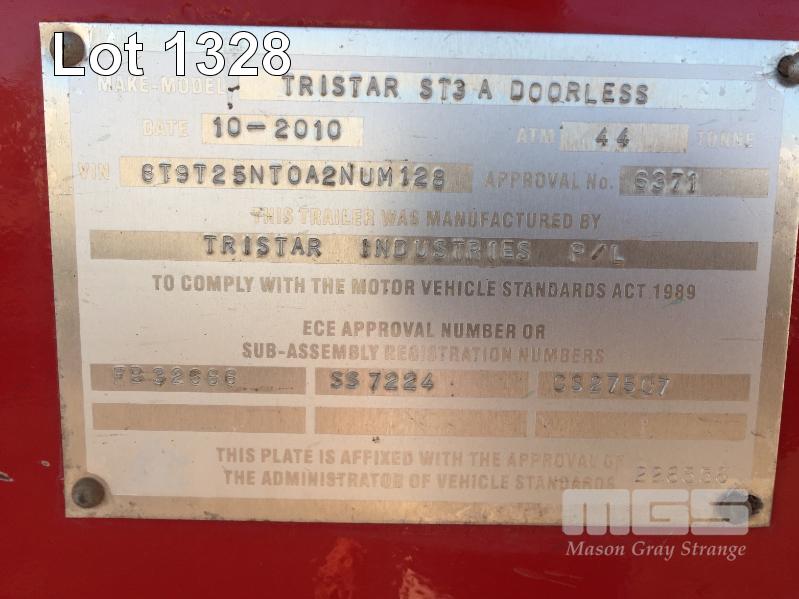 Lot 1328
MAKE-MODEL TRISTAR ST3 A DOORLESS
DATE 10-2010 ATM 44 TONNE
VIN 6T9T25NT0A2NUM128 APPROVAL No. 6371
THIS TRAILER WAS MANUFACTURED BY
TRISTAR INDUSTRIES P/L
TO COMPLY WITH THE MOTOR VEHICLE STANDARDS ACT 1989
ECE APPROVAL NUMBER OR
SUB-ASSEMBLY REGISTRATION NUMBERS
SS7224 CS27507
THIS PLATE IS AFFIXED WITH THE APPROVAL OF
THE ADMINISTRATOR OF VEHICLE STANDARDS
MGS
Mason Gray Strange